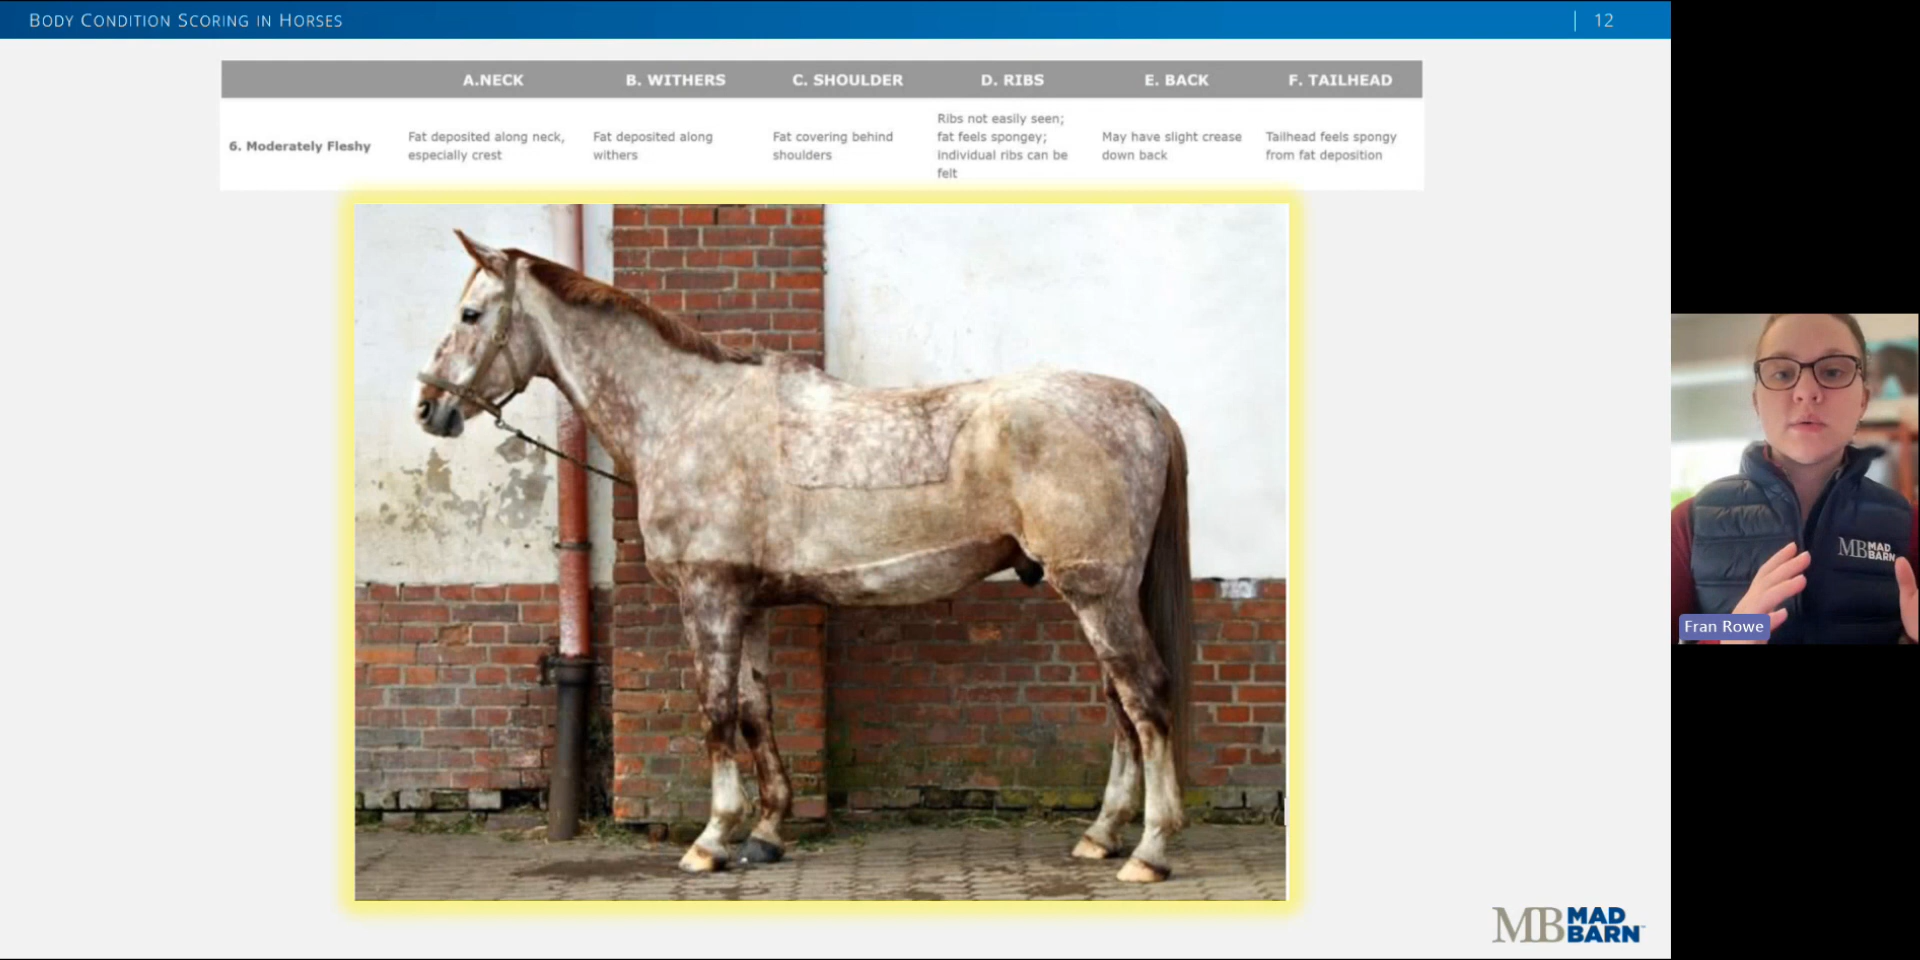 BODY CONDITION SCORING IN HORSES
12
A.NECK B. WITHERS C. SHOULDER D. RIBS E. BACK F. TAILHEAD
6. Moderately Fleshy
Fat deposited along neck,
especially crest
Fat deposited along
withers
Fat covering behind
shoulders
Ribs not easily seen;
fat feels spongey;
individual ribs can be
felt
May have slight crease
down back
Tailhead feels spongy
from fat deposition
MB MAD
BARN
Fran Rowe
MB MAD
BARN